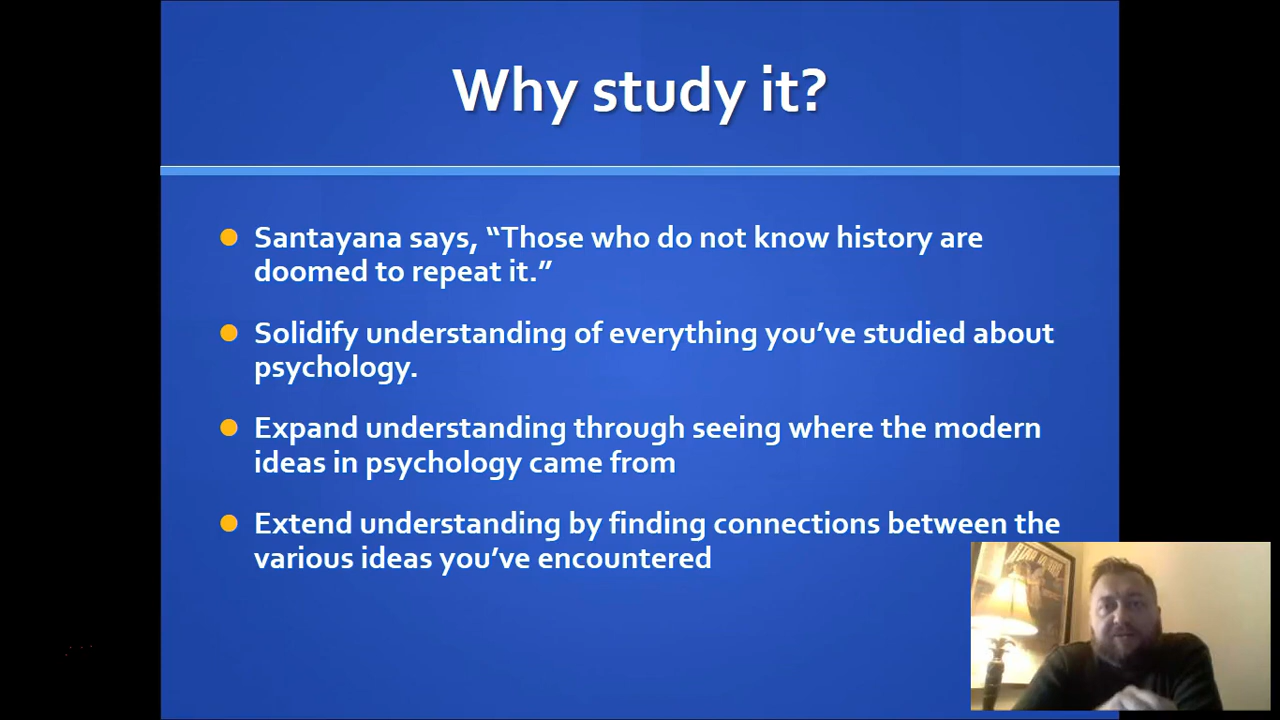 Why study it?
Santayana says, “Those who do not know history are
doomed to repeat it.”
Solidify understanding of everything you’ve studied about
psychology.
Expand understanding through seeing where the modern
ideas in psychology came from
Extend understanding by finding connections between the
various ideas you’ve encountered